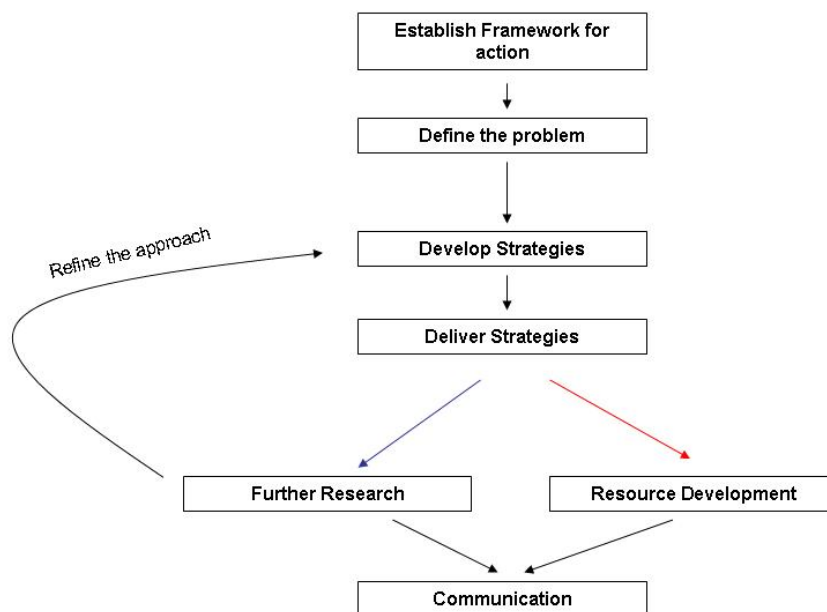 Establish Framework for
action
Define the problem
Refine the approach
Develop Strategies
Deliver Strategies
Further Research
Resource Development
Communication